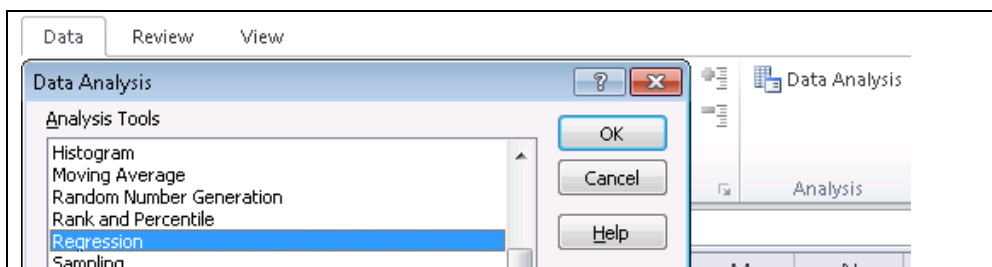 Data Review View
Data Analysis
Data Analysis
Analysis Tools
OK
Histogram
Moving Average
Cancel
Random Number Generation
Analysis
Rank and Percentile
Help
Regression
Sampling